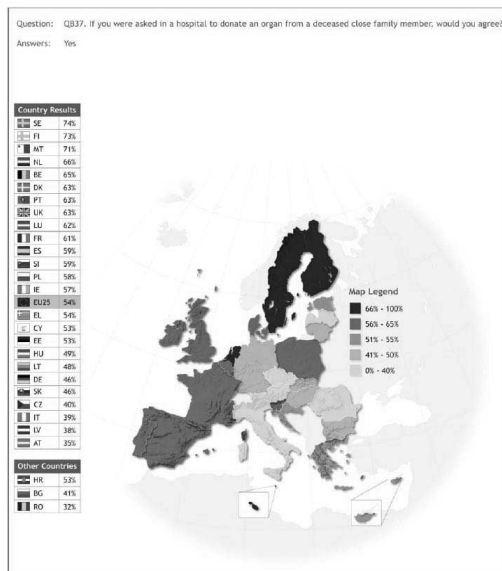 Question: QB37. If you were asked in a hospital to donate an organ from a deceased close family member, would you agree?
Answers: Yes
Country Results
SE 74%
FI 73%
MT 71%
NL 66%
BE 65%
DK 63%
PT 63%
UK 63%
LU 62%
FR 61%
ES 59%
SI 59%
PL 58%
IE 57%
EU25 54%
EL 54%
CY 53%
EE 53%
HU 49%
LT 48%
DE 46%
SK 46%
CZ 40%
IT 39%
LV 38%
AT 35%
Other Countries
HR 53%
BG 41%
RO 32%
Map Legend
66% - 100%
56% - 65%
51% - 55%
41% - 50%
0% - 40%